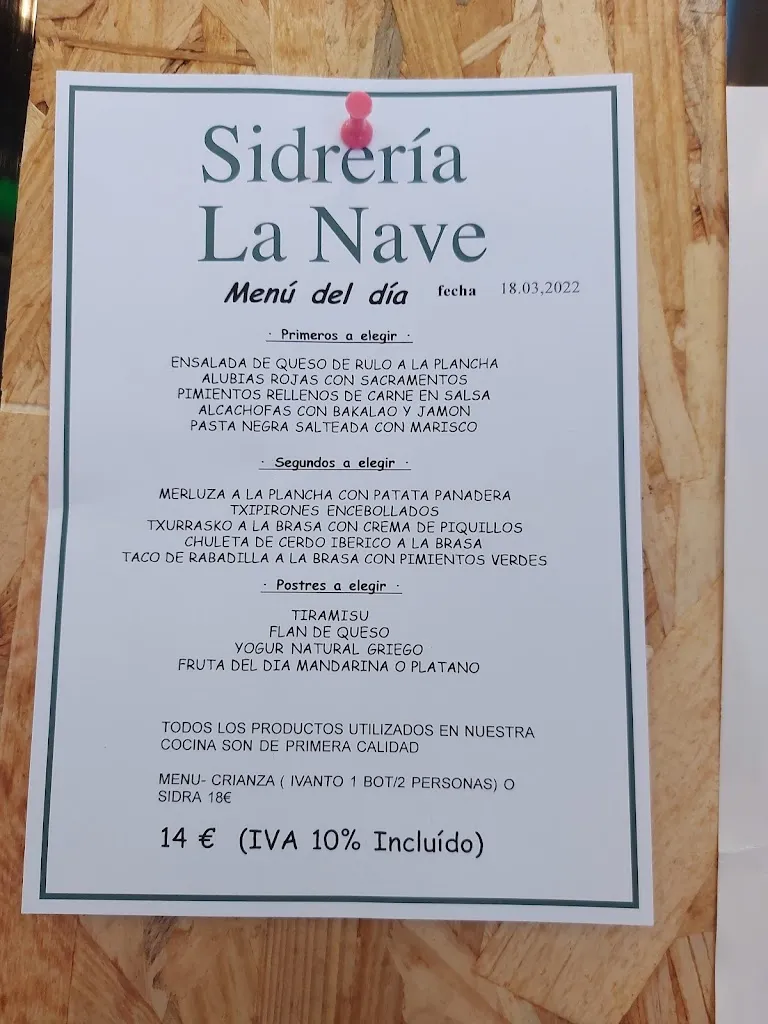 Sidrería
La Nave
Menú del día fecha 18.03,2022
· Primeros a elegir ·
ENSALADA DE QUESO DE RULO A LA PLANCHA
ALUBIAS ROJAS CON SACRAMENTOS
PIMIENTOS RELLENOS DE CARNE EN SALSA
ALCACHOFAS CON BAKALAO Y JAMON
PASTA NEGRA SALTEADA CON MARISCO
· Segundos a elegir ·
MERLUZA A LA PLANCHA CON PATATA PANADERA
TXIPIRONES ENCEBOLLADOS
TXURRASKO A LA BRASA CON CREMA DE PIQUILLOS
CHULETA DE CERDO IBERICO A LA BRASA
TACO DE RABADILLA A LA BRASA CON PIMIENTOS VERDES
· Postres a elegir ·
TIRAMISU
FLAN DE QUESO
YOGUR NATURAL GRIEGO
FRUTA DEL DIA MANDARINA O PLATANO
TODOS LOS PRODUCTOS UTILIZADOS EN NUESTRA
COCINA SON DE PRIMERA CALIDAD
MENU- CRIANZA ( IVANTO 1 BOT/2 PERSONAS) O
SIDRA 18€
14 € (IVA 10% Incluído)